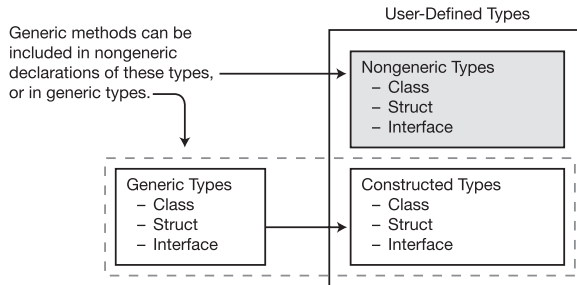 User-Defined Types
Generic methods can be
included in nongeneric
declarations of these types,
or in generic types.
Nongeneric Types
– Class
– Struct
– Interface
Generic Types
– Class
– Struct
– Interface
Constructed Types
– Class
– Struct
– Interface